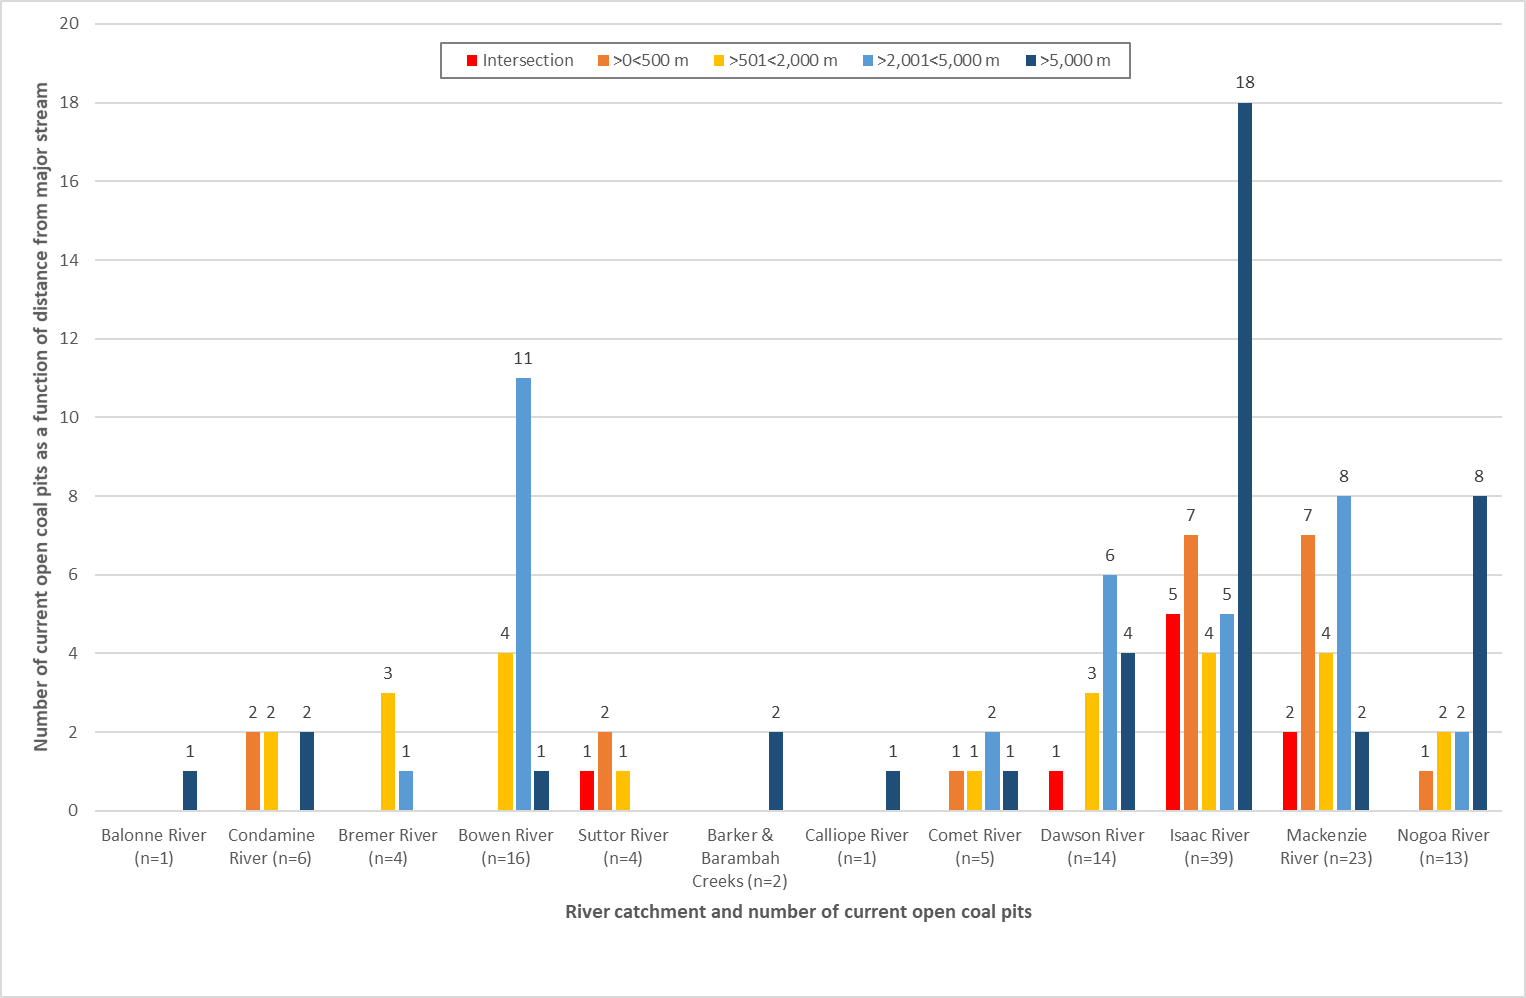 Number of current open coal pits as a function of distance from major stream
20
18
16
14
12
10
8
6
4
2
0
Intersection >0<500 m >501<2,000 m >2,001<5,000 m >5,000 m
1
2 2 2
3 1
4 11 1
1 2 1
2
1
1 1 2 1
1 3 6 4
5 7 4 5 18
2 7 4 8 2
1 2 2 8
Balonne River
(n=1)
Condamine
River (n=6)
Bremer River
(n=4)
Bowen River
(n=16)
Suttor River
(n=4)
Barker &
Barambah
Creeks (n=2)
Calliope River
(n=1)
Comet River
(n=5)
Dawson River
(n=14)
Isaac River
(n=39)
Mackenzie
River (n=23)
Nogoa River
(n=13)
River catchment and number of current open coal pits